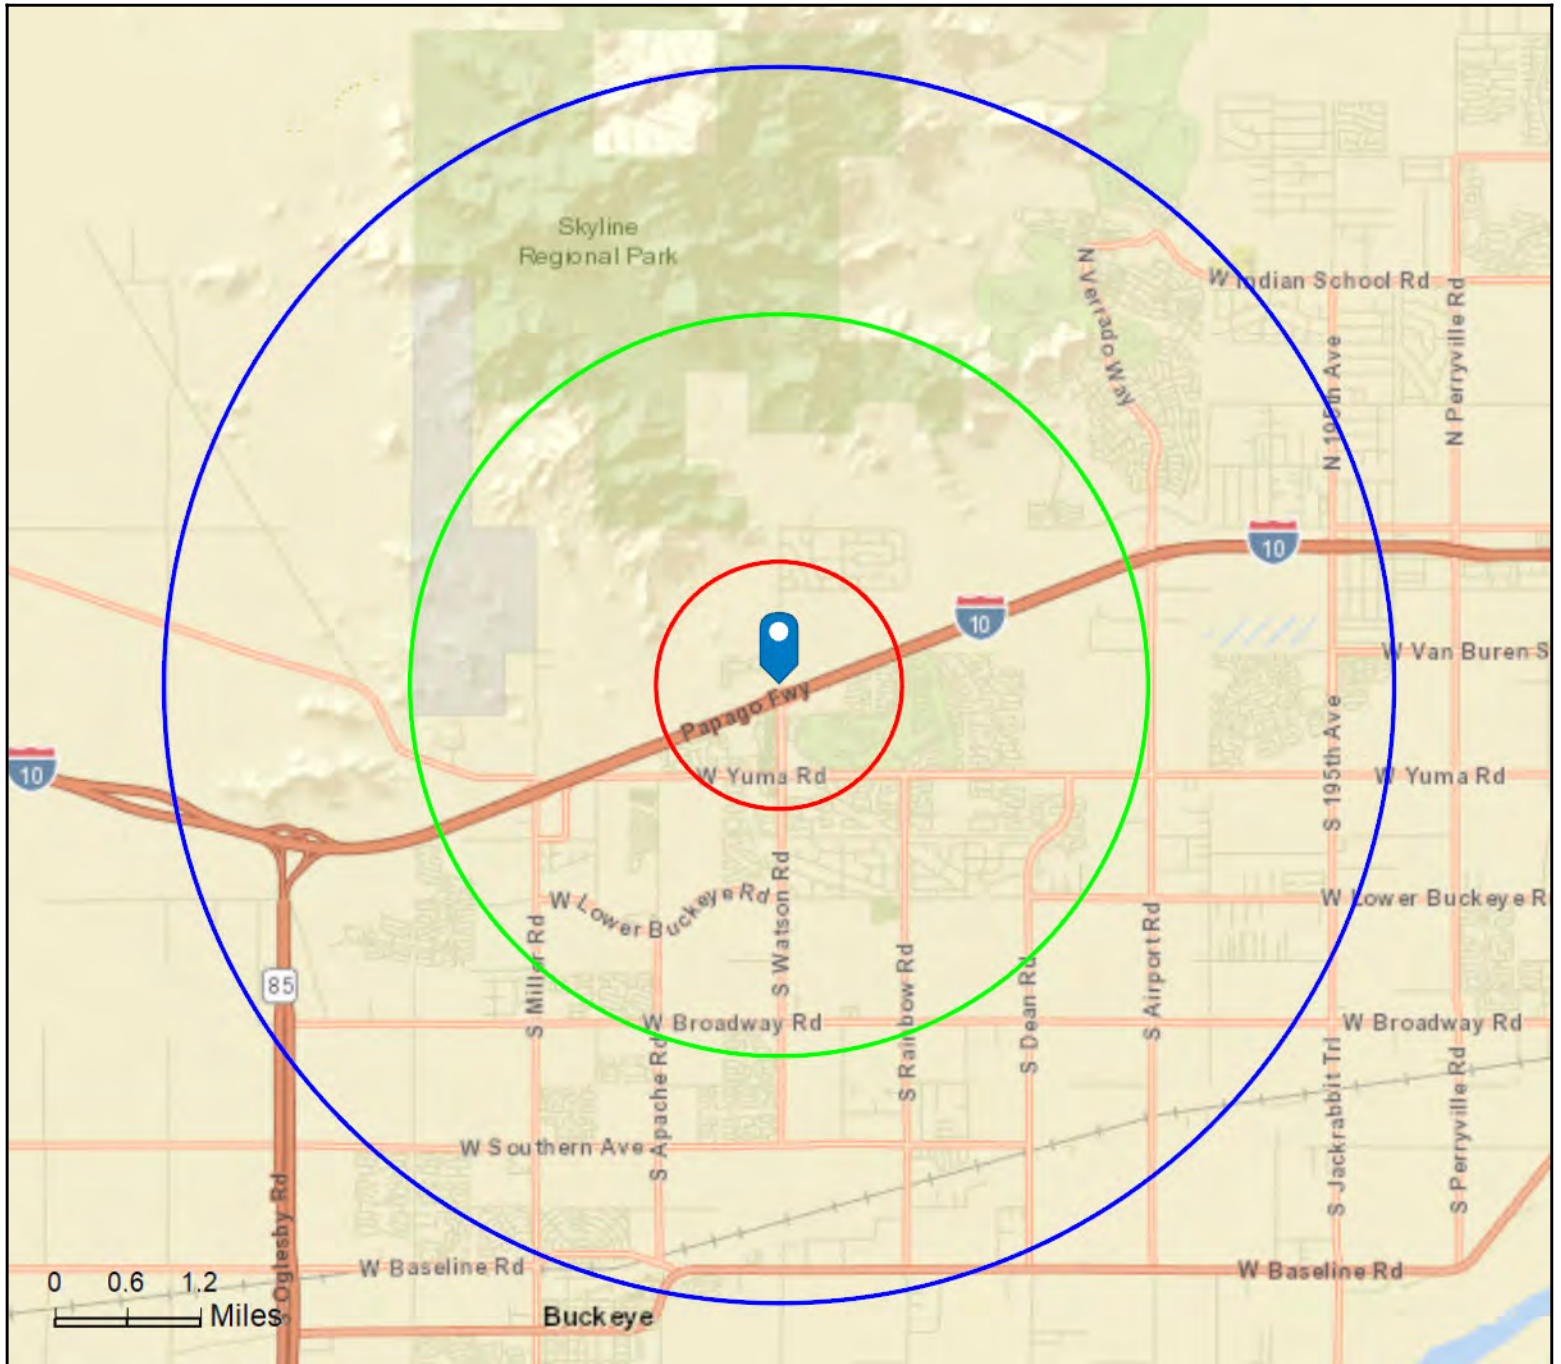 Skyline
Regional Park
N Verrado Way
W Indian School Rd
N 195th Ave
N Perryville Rd
10
10
W Van Buren S
10
Papago Fwy
W Yuma Rd
S 195th Ave
W Yuma Rd
W Lower Buckeye Rd
S Watson Rd
W Lower Buckeye R
S Miller Rd
85
S Rainbow Rd
S Dean Rd
S Airport Rd
W Broadway Rd
W Broadway Rd
S Apache Rd
S Jackrabbit Trl
S Perryville Rd
W Southern Ave
S Oglesby Rd
W Baseline Rd
W Baseline Rd
0 0.6 1.2
Miles
Buckeye